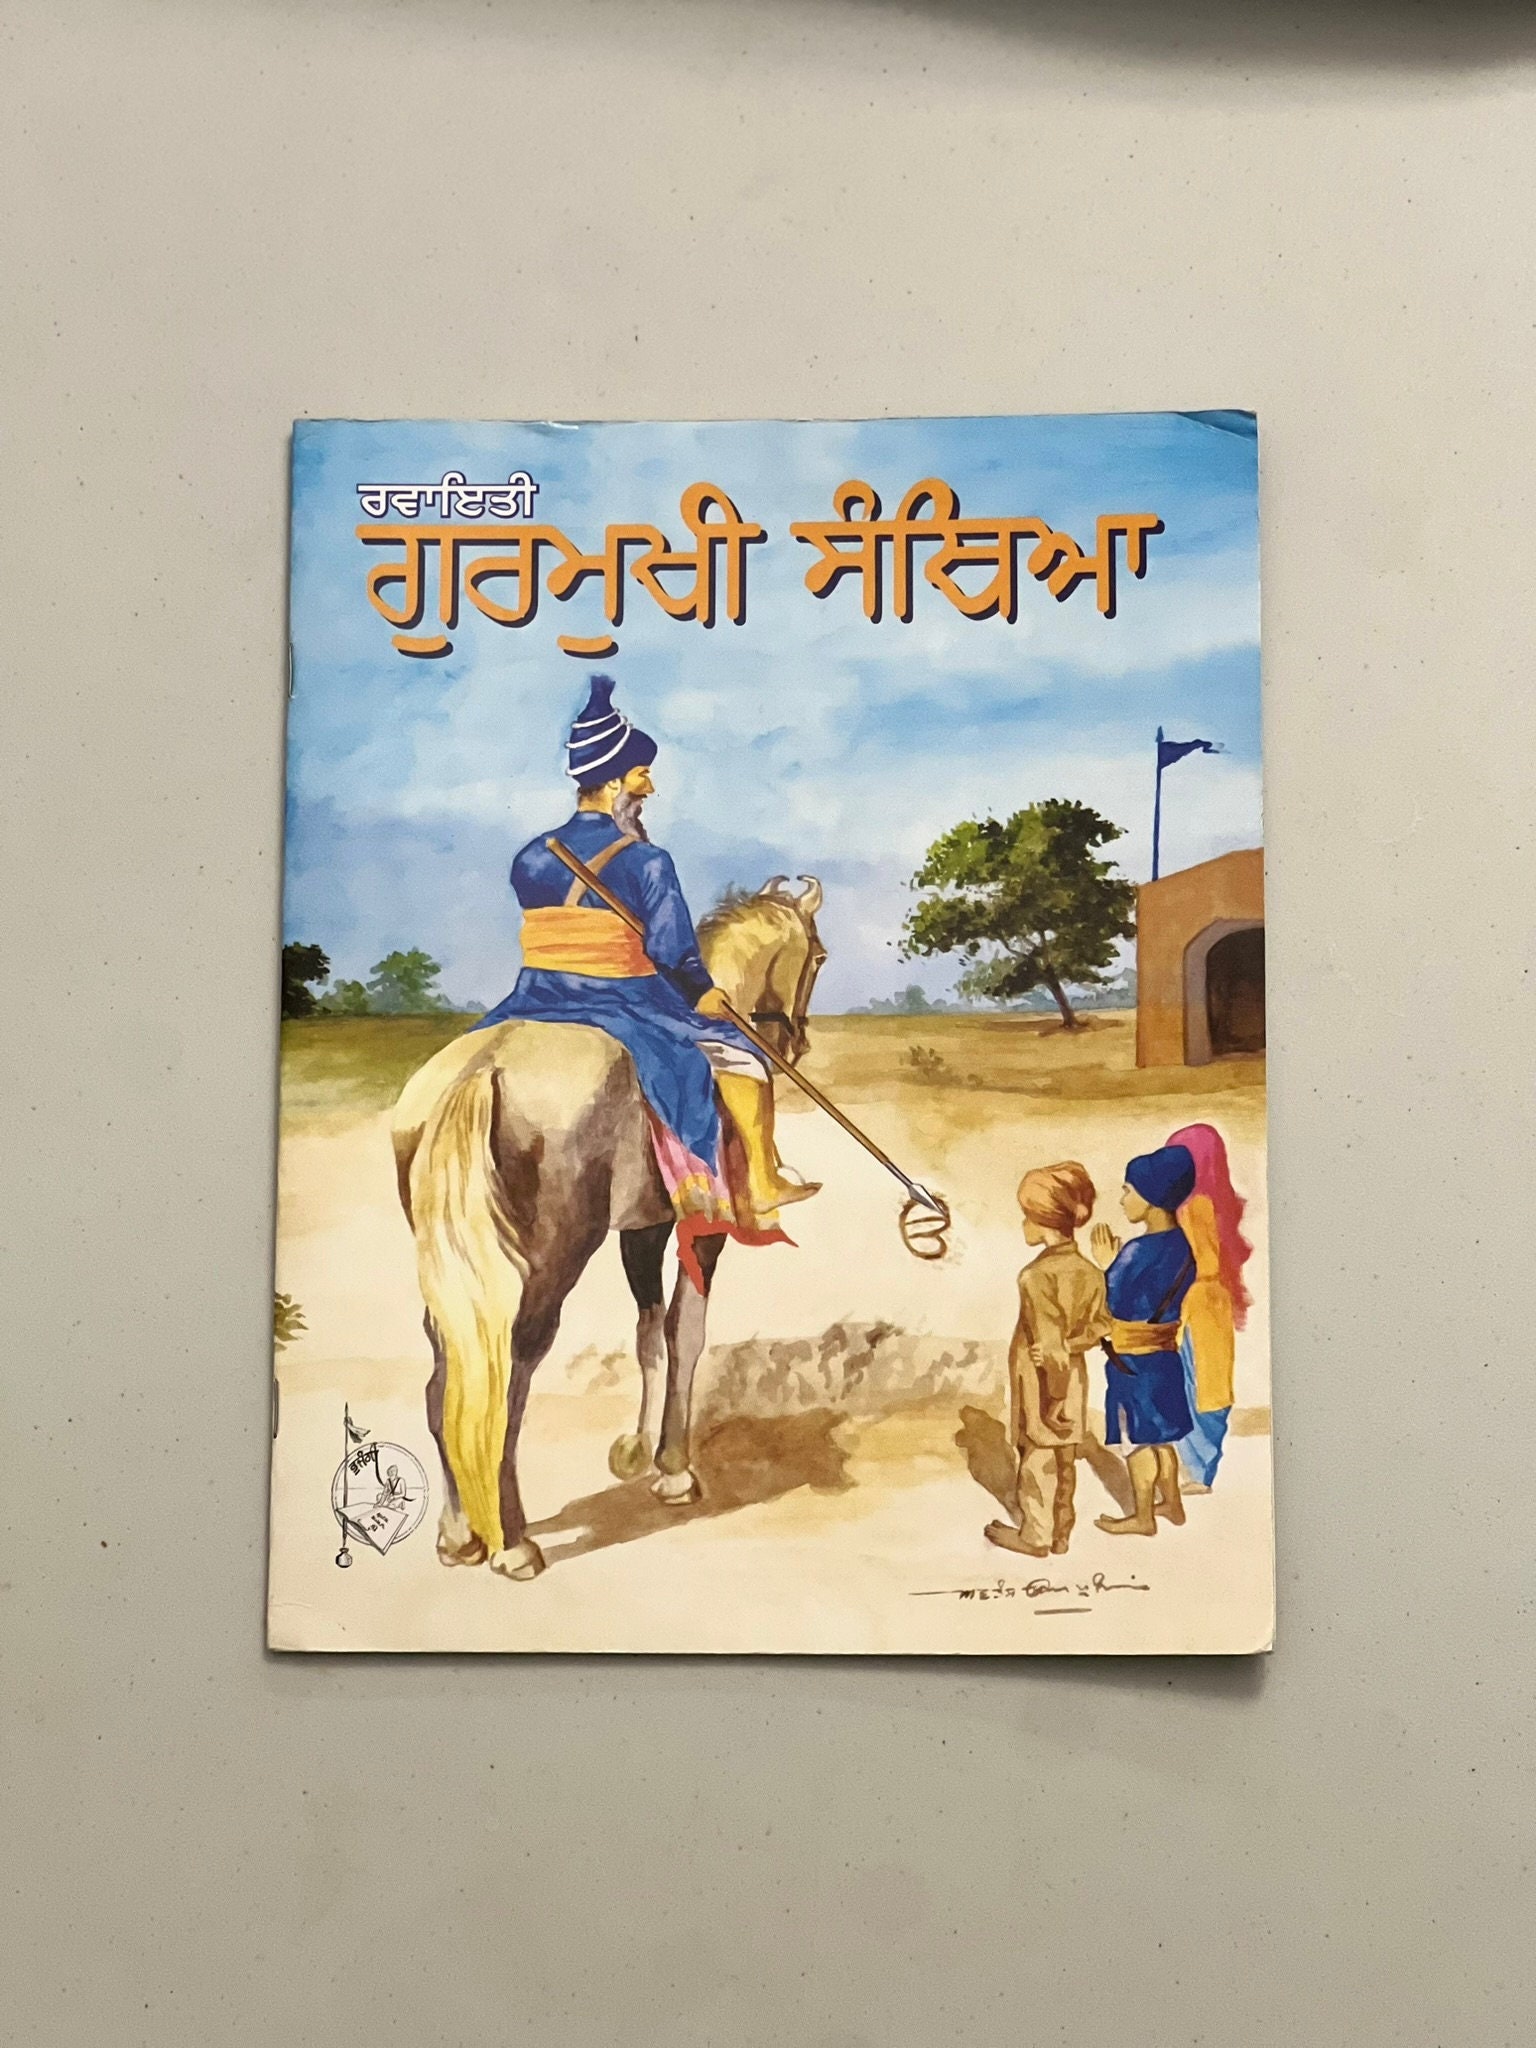 ਰਵਾਇਤੀ
ਗੁਰਮੁਖੀ ਸੰਥਿਆ
ੳ
ਭੁਜੰਗੀ